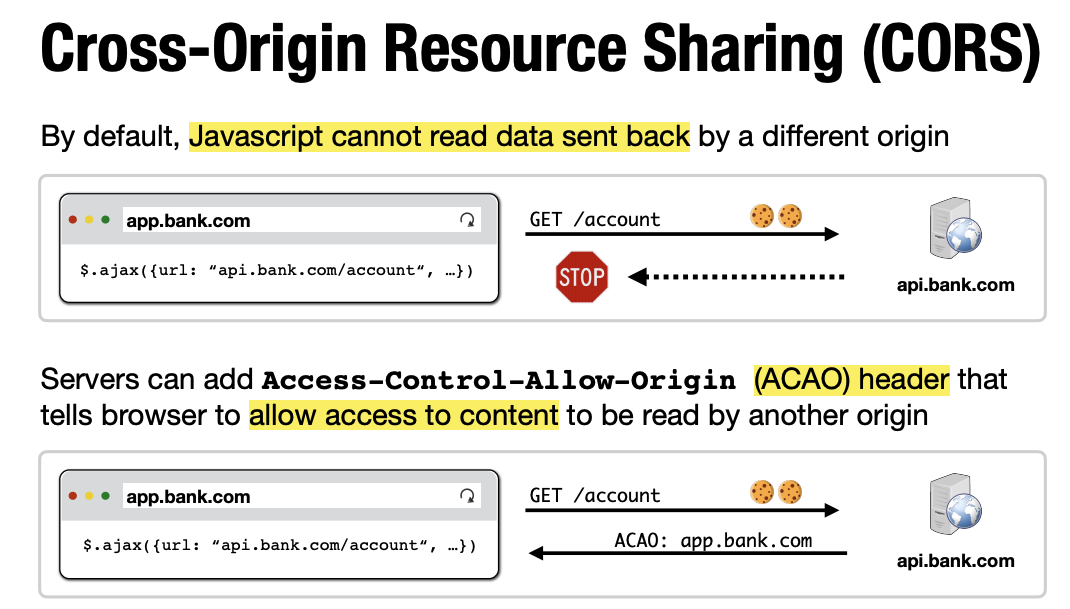 Cross-Origin Resource Sharing (CORS)
By default, Javascript cannot read data sent back by a different origin
app.bank.com
$.ajax({url: “api.bank.com/account“, …})
GET /account
STOP
api.bank.com
Servers can add Access-Control-Allow-Origin (ACAO) header that
tells browser to allow access to content to be read by another origin
app.bank.com
$.ajax({url: “api.bank.com/account“, …})
GET /account
ACAO: app.bank.com
api.bank.com